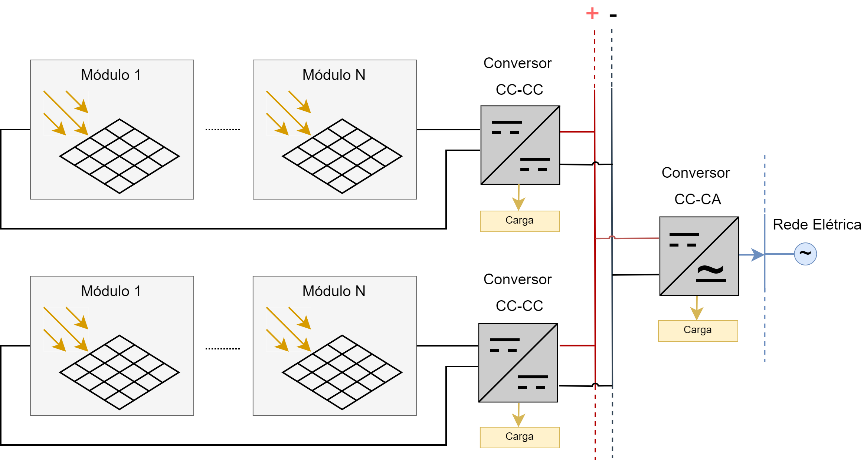 + -
Módulo 1
Módulo N
Conversor
CC-CC
Carga
Conversor
CC-CA
Rede Elétrica
~
Carga
Módulo 1
Módulo N
Conversor
CC-CC
Carga